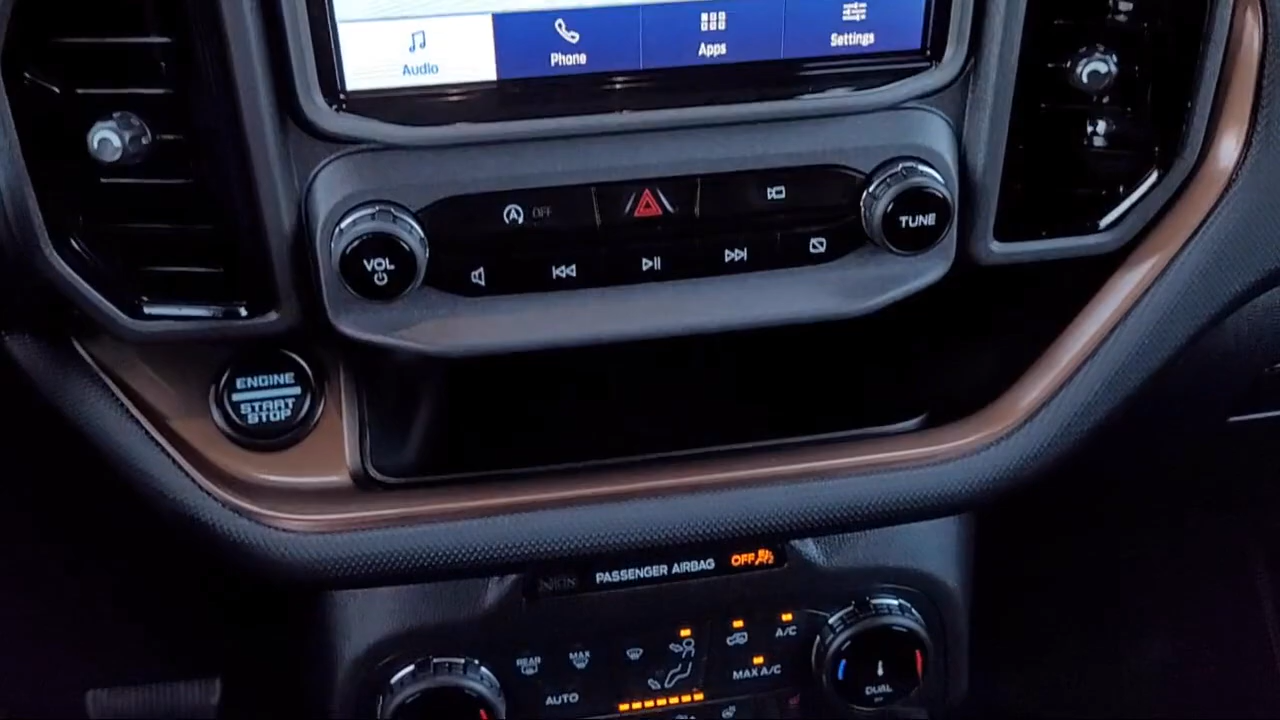 Audio
Phone
Apps
Settings
A OFF
VOL
TUNE
ENGINE
START
STOP
PASSENGER AIRBAG OFF
REAR
MAX
A/C
MAX A/C
AUTO
DUAL